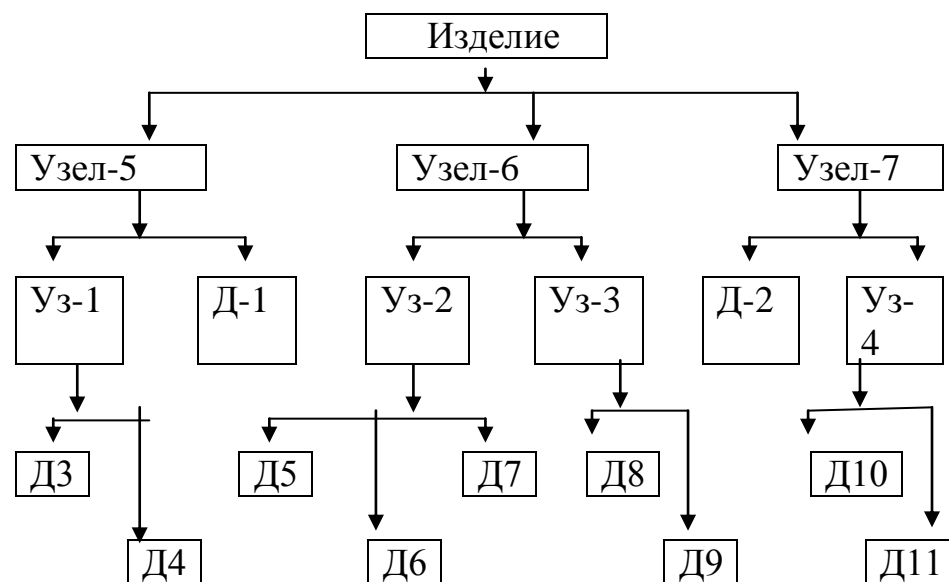 Изделие
Узел-5
Узел-6
Узел-7
Уз-1
Д-1
Уз-2
Уз-3
Д-2
Уз-
4
Д3
Д5
Д7
Д8
Д10
Д4
Д6
Д9
Д11